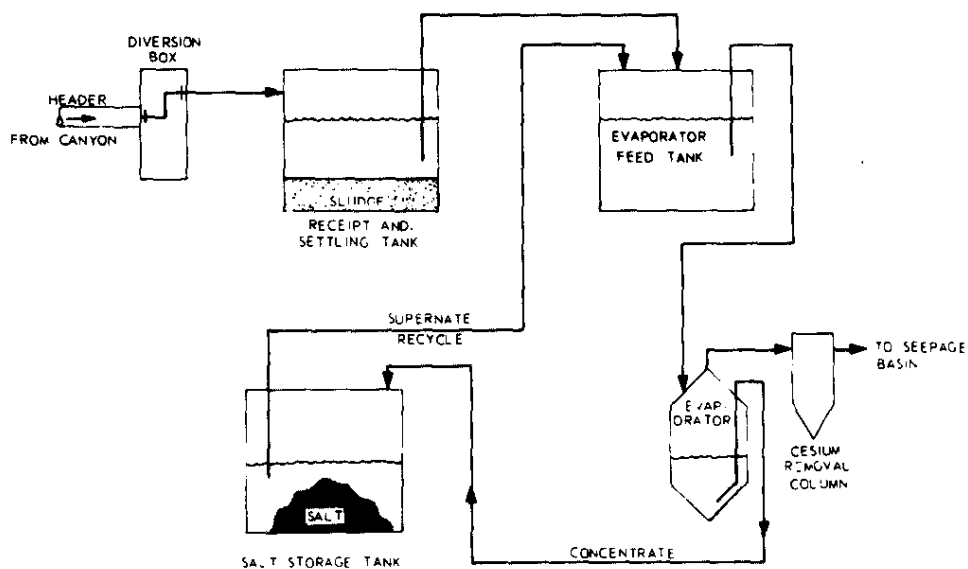 DIVERSION
BOX
HEADER
FROM CANYON
SLUDGE
RECEIPT AND.
SETTLING TANK
EVAPORATOR
FEED TANK
SUPERNATE
RECYCLE
TO SEEPAGE
BASIN
EVAP-
ORATOR
CESIUM
REMOVAL
COLUMN
SALT
SALT STORAGE TANK
CONCENTRATE